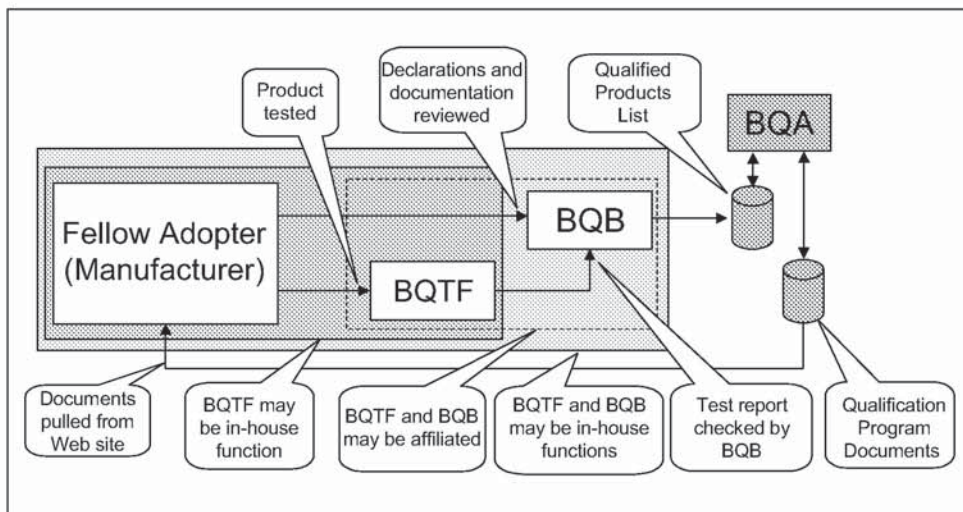 Product
tested
Declarations and
documentation
reviewed
Qualified
Products
List
BQA
Fellow Adopter
(Manufacturer)
BQB
BQTF
Documents
pulled from
Web site
BQTF may
be in-house
function
BQTF and BQB
may be affiliated
BQTF and BQB
may be in-house
functions
Test report
checked by
BQB
Qualification
Program
Documents